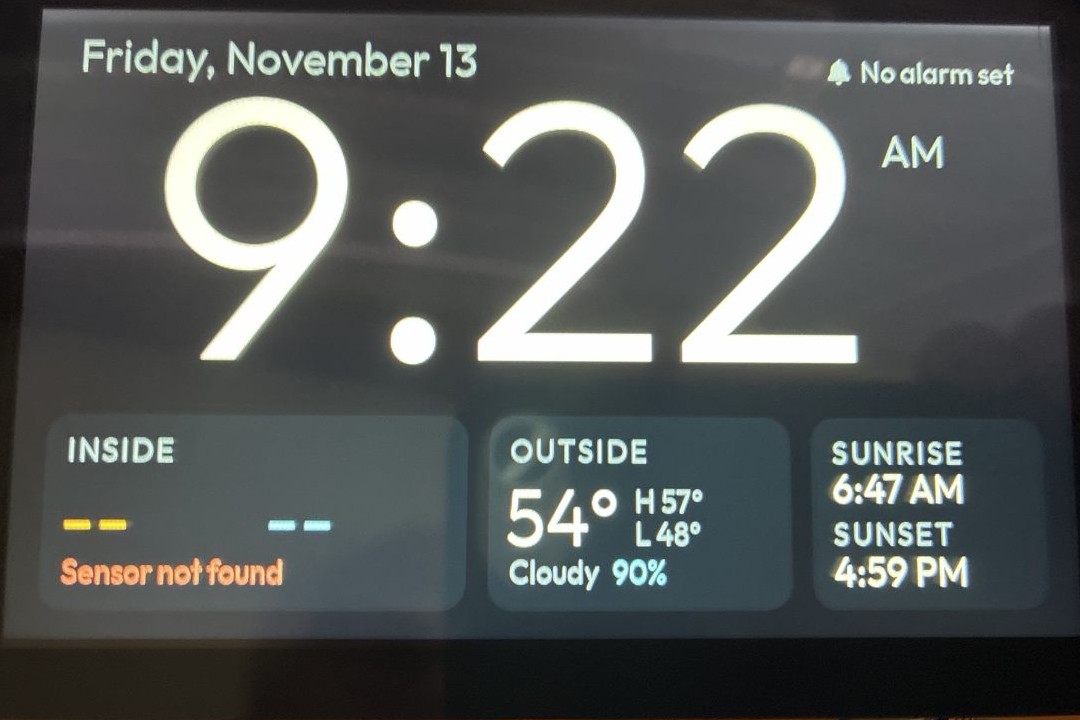 Friday, November 13
No alarm set
9:22 AM
INSIDE
-- --
Sensor not found
OUTSIDE
54° H 57°
L 48°
Cloudy 90%
SUNRISE
6:47 AM
SUNSET
4:59 PM